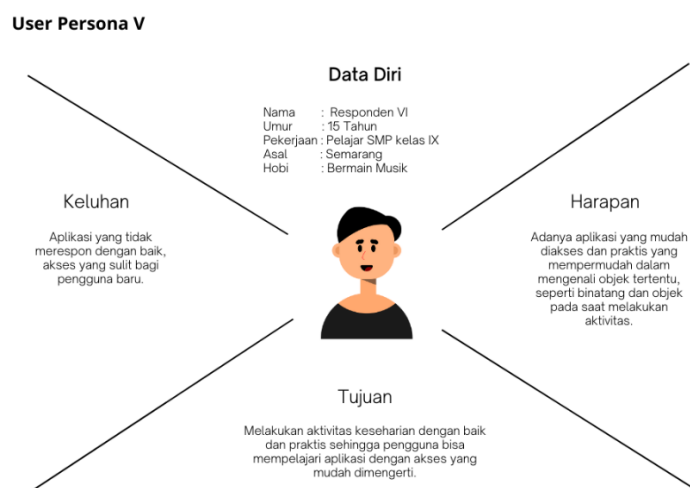 User Persona V
Data Diri
Nama : Responden VI
Umur : 15 Tahun
Pekerjaan : Pelajar SMP kelas IX
Asal : Semarang
Hobi : Bermain Musik
Keluhan
Aplikasi yang tidak
merespon dengan baik,
akses yang sulit bagi
pengguna baru.
Harapan
Adanya aplikasi yang mudah
diakses dan praktis yang
mempermudah dalam
mengenali objek tertentu,
seperti binatang dan objek
pada saat melakukan
aktivitas.
Tujuan
Melakukan aktivitas keseharian dengan baik
dan praktis sehingga pengguna bisa
mempelajari aplikasi dengan akses yang
mudah dimengerti.